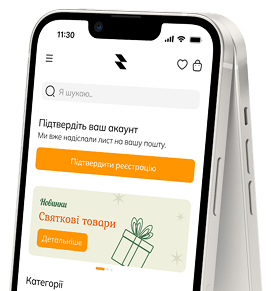 11:30
Я шукаю..
Підтвердіть ваш акаунт
Ми вже надіслали лист на вашу пошту.
Підтвердити реєстрацію
Новинки
Святкові товари
Детальніше
Категорії